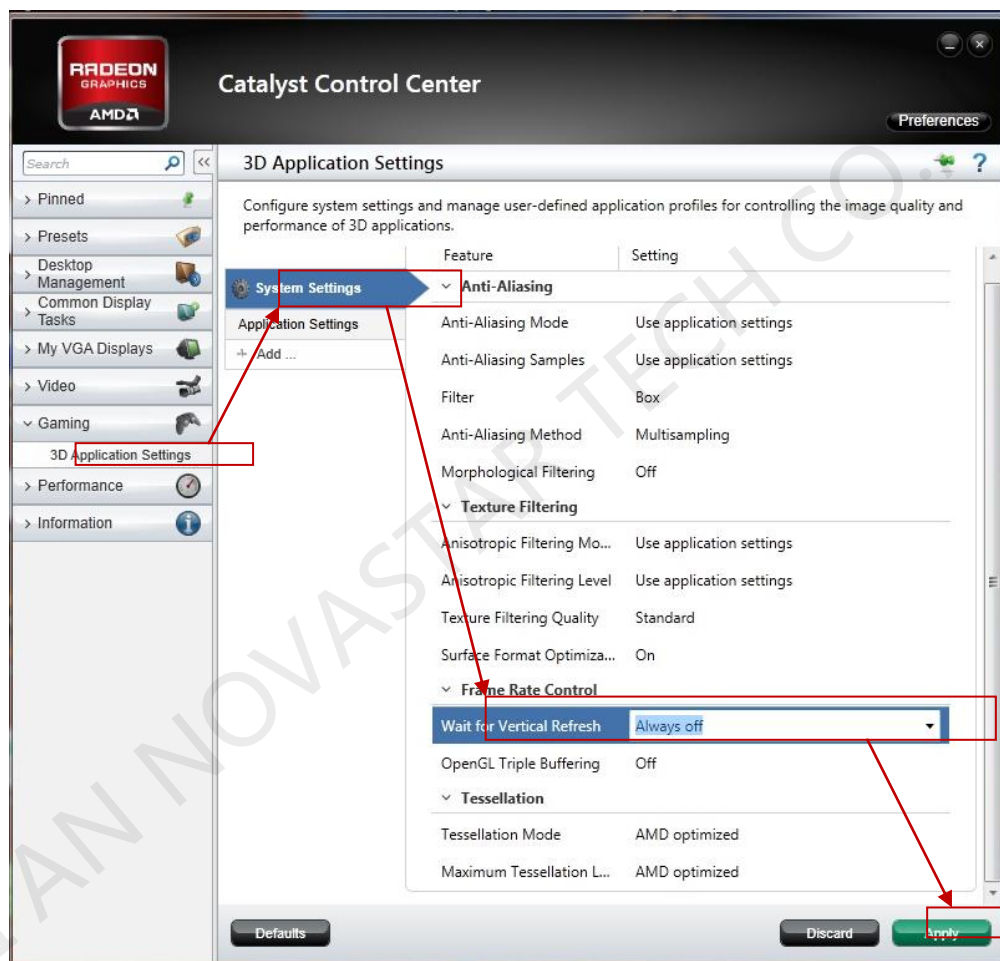 RADEON
GRAPHICS
AMD
Catalyst Control Center
Preferences
Search
3D Application Settings
Pinned
Presets
Desktop
Management
Common Display
Tasks
My VGA Displays
Video
Gaming
3D Application Settings
Performance
Information
Configure system settings and manage user-defined application profiles for controlling the image quality and
performance of 3D applications.
System Settings
Application Settings
Add ...
Feature Setting
Anti-Aliasing
Anti-Aliasing Mode Use application settings
Anti-Aliasing Samples Use application settings
Filter Box
Anti-Aliasing Method Multisampling
Morphological Filtering Off
Texture Filtering
Anisotropic Filtering Mo... Use application settings
Anisotropic Filtering Level Use application settings
Texture Filtering Quality Standard
Surface Format Optimiza... On
Frame Rate Control
Wait for Vertical Refresh Always off
OpenGL Triple Buffering Off
Tessellation
Tessellation Mode AMD optimized
Maximum Tessellation L... AMD optimized
Defaults Discard Apply
AN NOVASTAR TECH CO.,